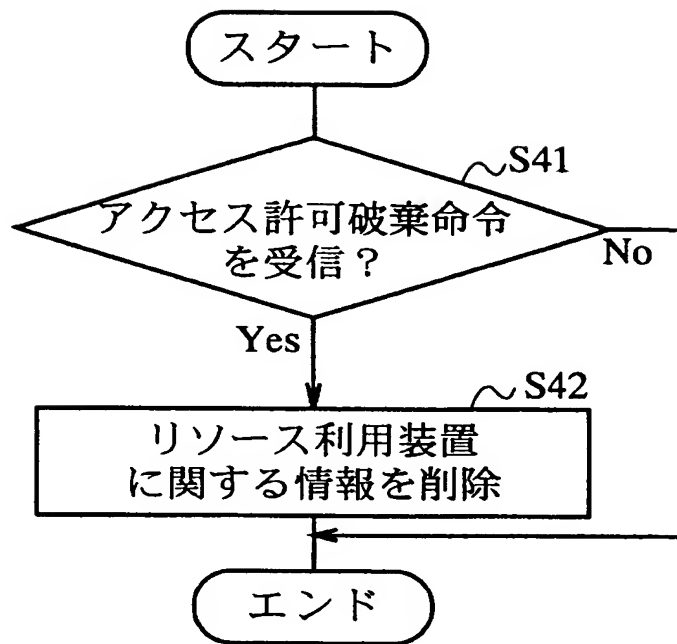 スタート
S41
アクセス許可破棄命令
を受信？
No
Yes
S42
リソース利用装置
に関する情報を削除
エンド